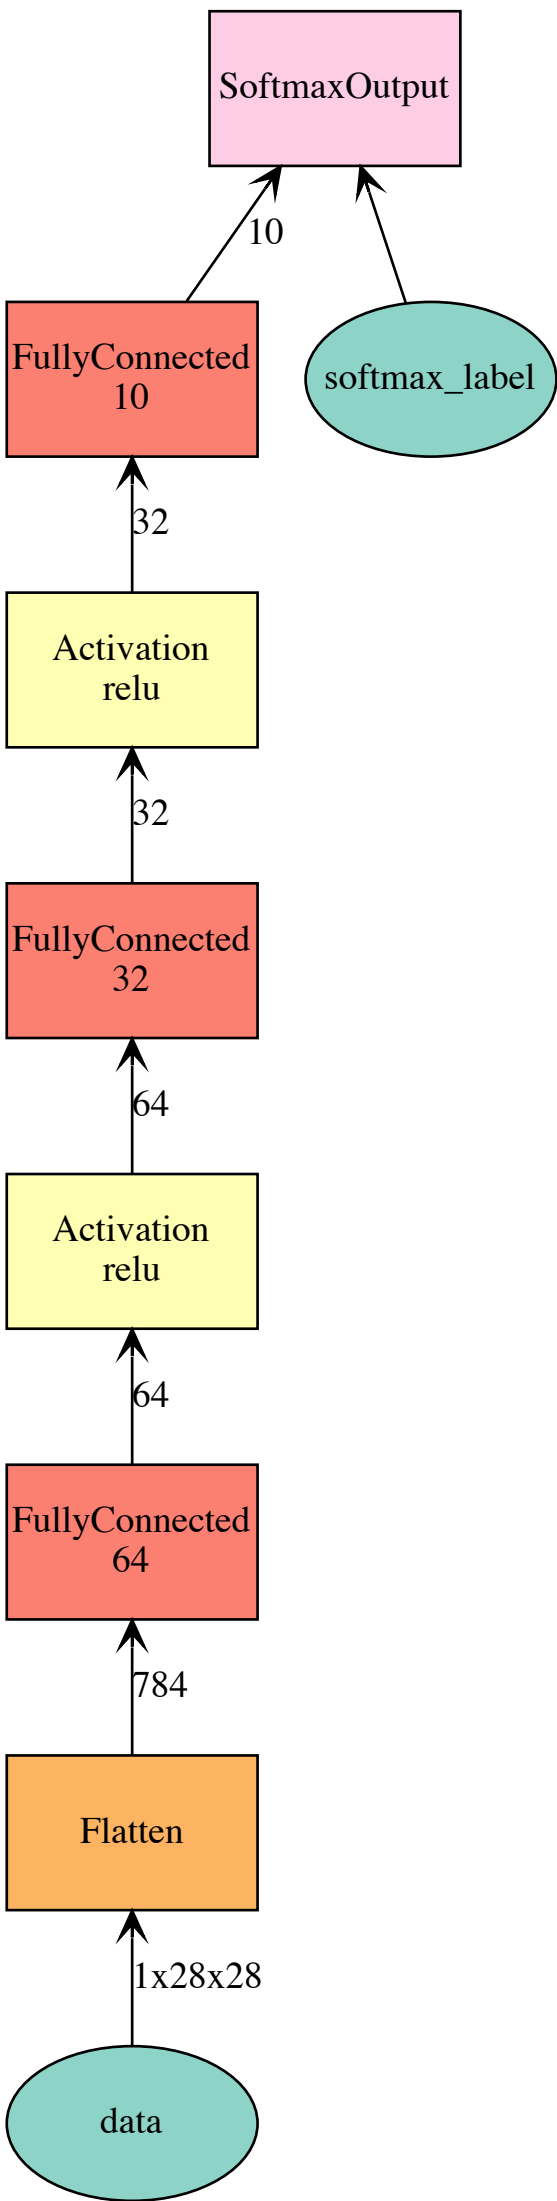 SoftmaxOutput
10
FullyConnected
10
softmax_label
32
Activation
relu
32
FullyConnected
32
64
Activation
relu
64
FullyConnected
64
784
Flatten
1x28x28
data